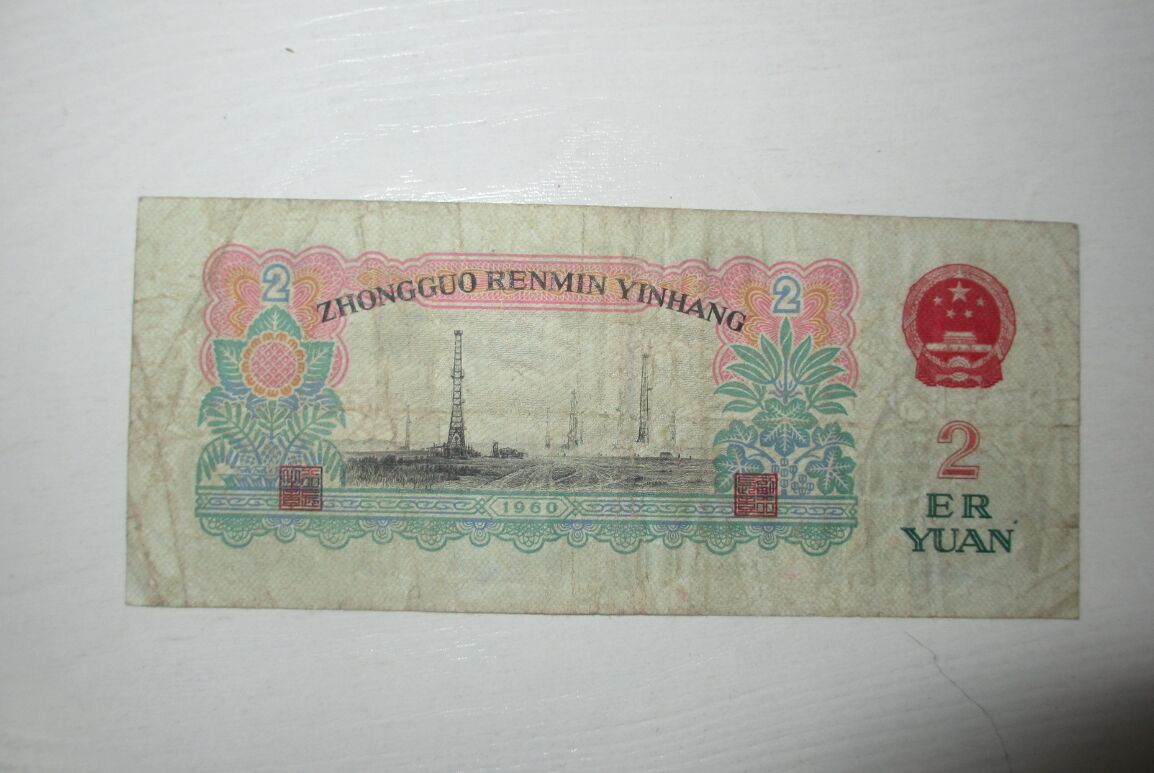 2
2
ZHONGGUO RENMIN YINHANG
1960
2
ER
YUAN